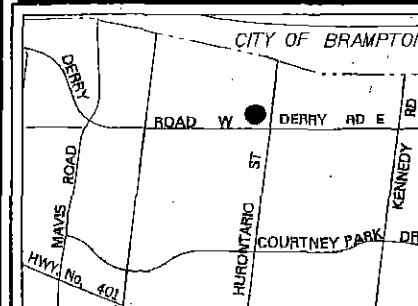 CITY OF BRAMPTON
DERRY
ROAD W
DERRY RD E
RD
MAVIS ROAD
HURONTARIO ST
KENNEDY
COURTNEY PARK DR
HWY. No. 401